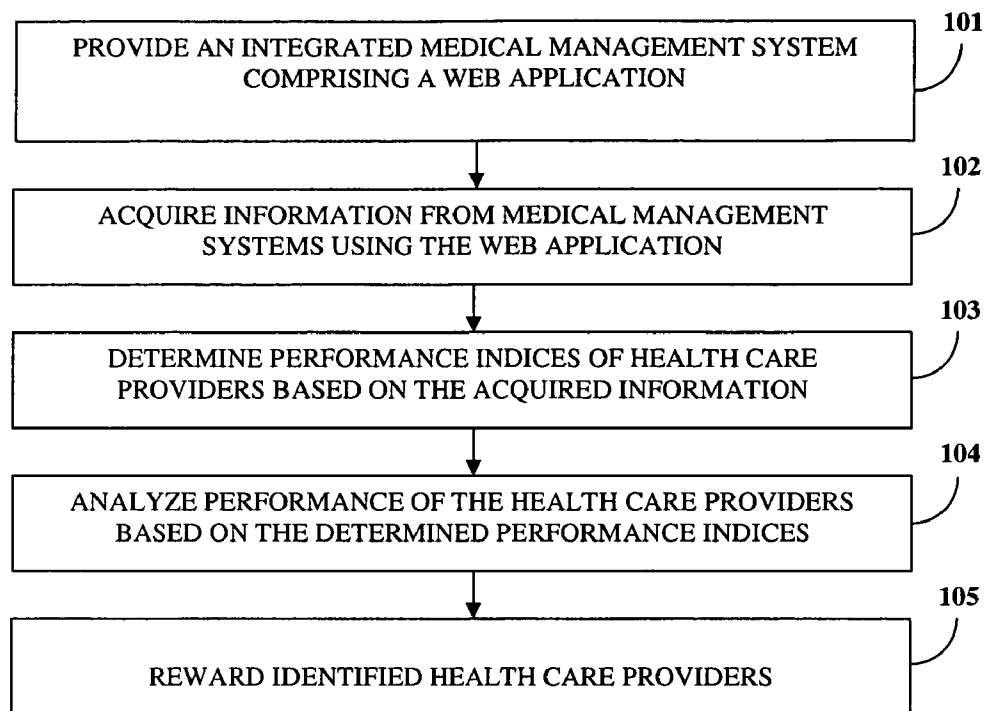 101
PROVIDE AN INTEGRATED MEDICAL MANAGEMENT SYSTEM
COMPRISING A WEB APPLICATION
102
ACQUIRE INFORMATION FROM MEDICAL MANAGEMENT
SYSTEMS USING THE WEB APPLICATION
103
DETERMINE PERFORMANCE INDICES OF HEALTH CARE
PROVIDERS BASED ON THE ACQUIRED INFORMATION
104
ANALYZE PERFORMANCE OF THE HEALTH CARE PROVIDERS
BASED ON THE DETERMINED PERFORMANCE INDICES
105
REWARD IDENTIFIED HEALTH CARE PROVIDERS